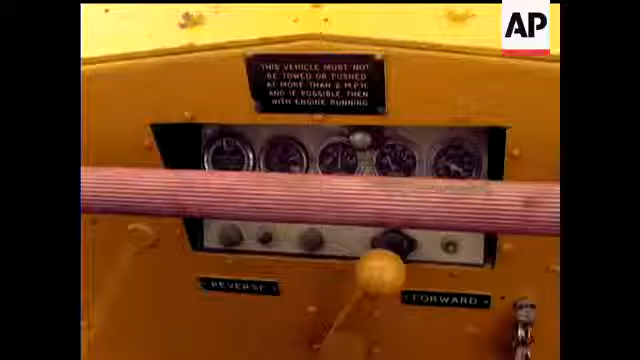 AP
THIS VEHICLE MUST NOT
BE TOWED OR PUSHED
AT MORE THAN 2 M.P.H.
AND IF POSSIBLE THEN
WITH ENGINE RUNNING
REVERSE
FORWARD